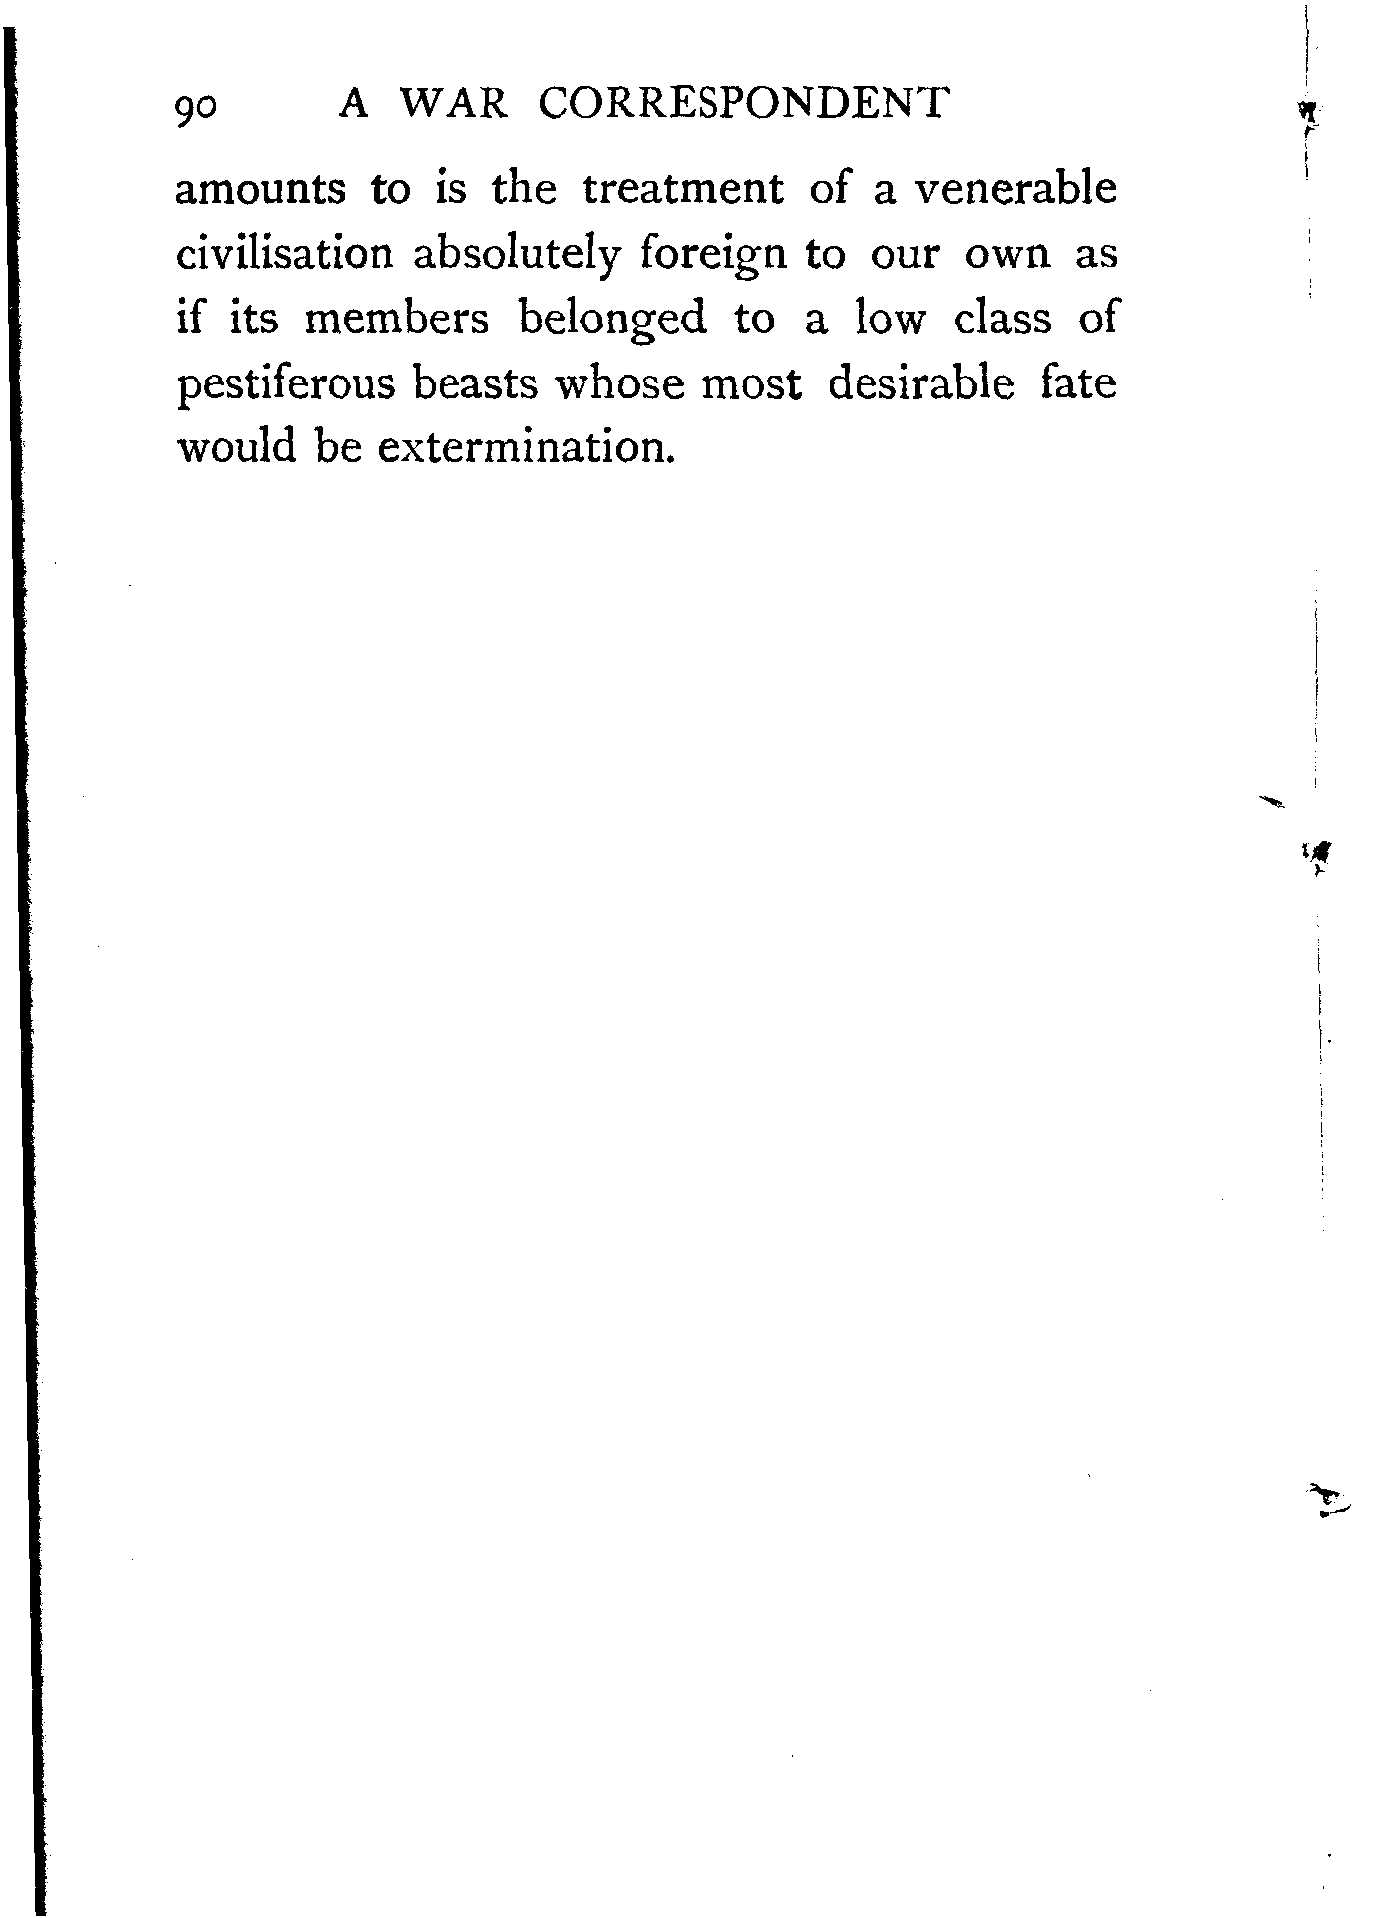 90 A WAR CORRESPONDENT
amounts to is the treatment of a venerable
civilisation absolutely foreign to our own as
if its members belonged to a low class of
pestiferous beasts whose most desirable fate
would be extermination.